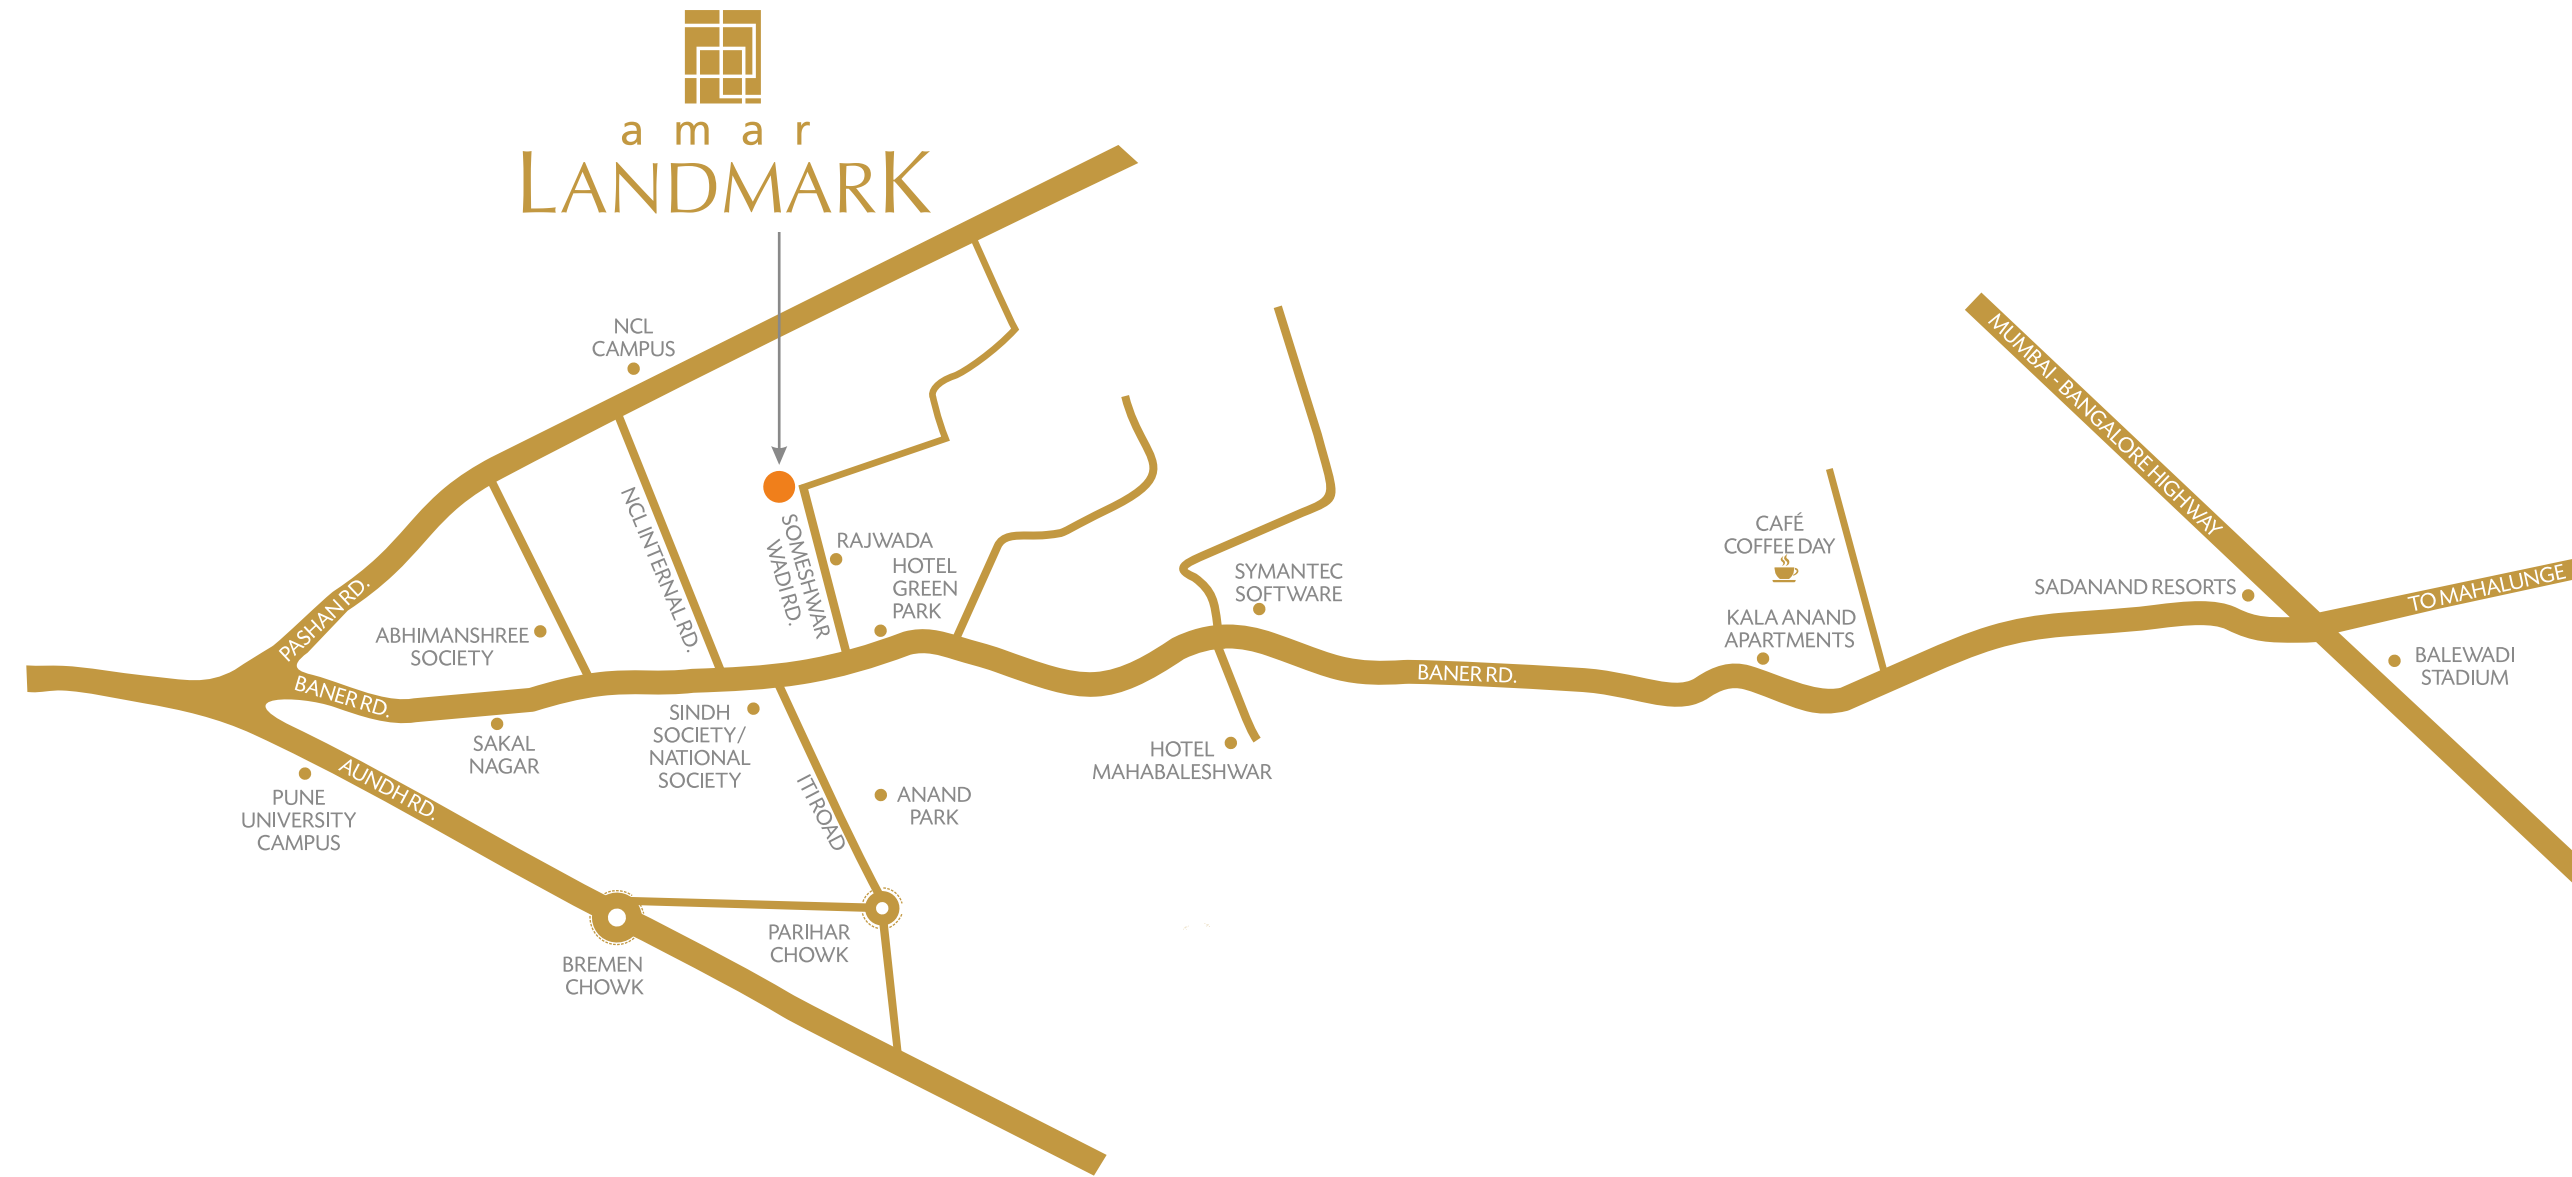 amar
LANDMARK
NCL
CAMPUS
MUMBAI - BANGALORE HIGHWAY
NCL INTERNAL RD.
SOMESHWAR
WADI RD.
RAJWADA
HOTEL
GREEN
PARK
CAFÉ
COFFEE DAY
SYMANTEC
SOFTWARE
SADANAND RESORTS
TO MAHALUNGE
PASHAN RD.
ABHIMANSHREE
SOCIETY
KALA ANAND
APARTMENTS
BALEWADI
STADIUM
BANER RD.
BANER RD.
SAKAL
NAGAR
SINDH
SOCIETY/
NATIONAL
SOCIETY
HOTEL
MAHABALESHWAR
AUNDH RD.
PUNE
UNIVERSITY
CAMPUS
ITI ROAD
ANAND
PARK
PARIHAR
CHOWK
BREMEN
CHOWK